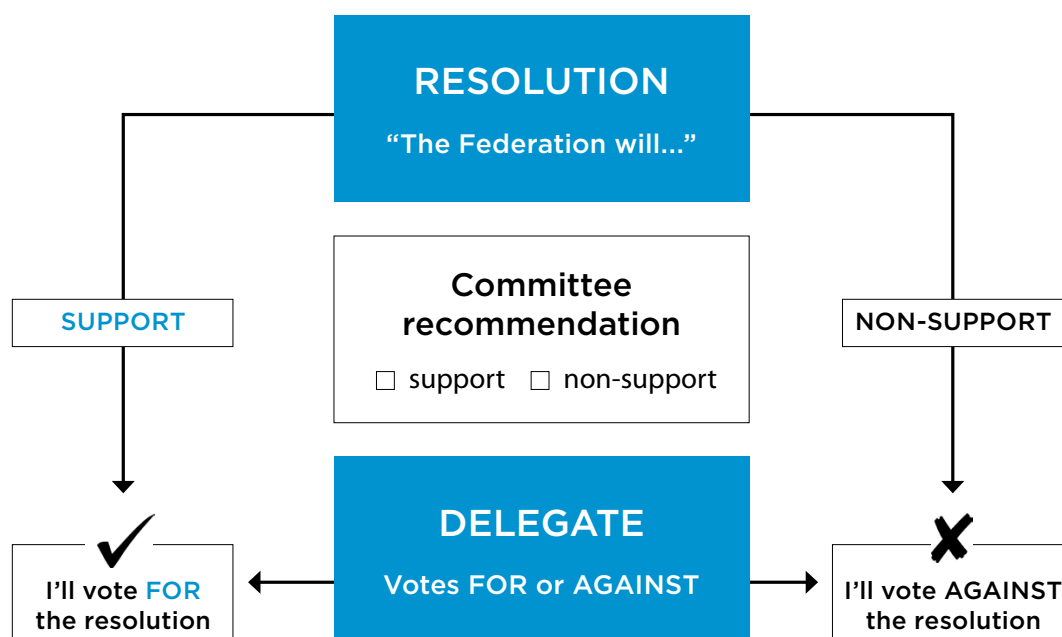 RESOLUTION
“The Federation will...”
Committee
recommendation
□ support □ non-support
SUPPORT
NON-SUPPORT
DELEGATE
Votes FOR or AGAINST
I’ll vote FOR
the resolution
I’ll vote AGAINST
the resolution